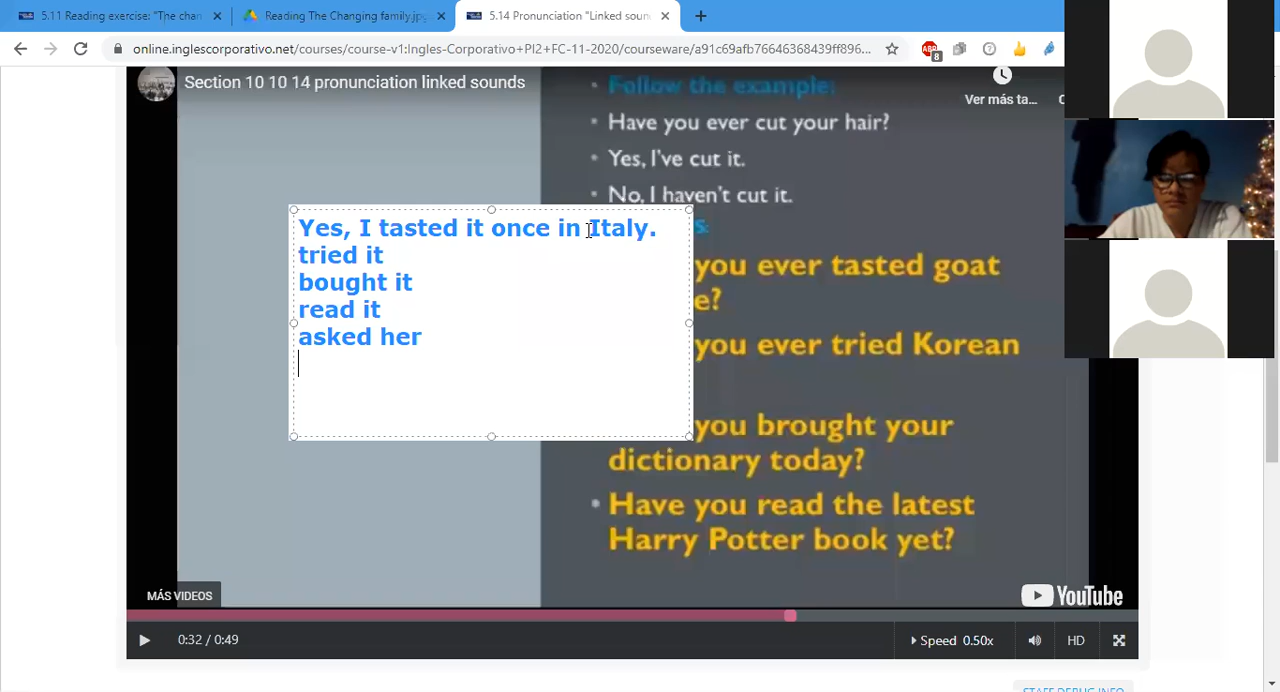 5.11 Reading exercise: "The chan
Reading The Changing family.jpg
5.14 Pronunciation "Linked soun
online.inglescorporativo.net/courses/course-v1:Ingles-Corporativo+PI2+FC-11-2020/courseware/a91c69afb76646368439ff896...
ABP
8
Section 10 10 14 pronunciation linked sounds
Ver más ta...
Follow the example:
Have you ever cut your hair?
Yes, I've cut it.
No, I haven't cut it.
Yes, I tasted it once in Italy.
tried it
bought it
read it
asked her
s:
you ever tasted goat
e?
you ever tried Korean
you brought your
dictionary today?
Have you read the latest
Harry Potter book yet?
MÁS VIDEOS
YouTube
0:32 / 0:49
Speed 0.50x
HD
STAFF DEBUG INFO